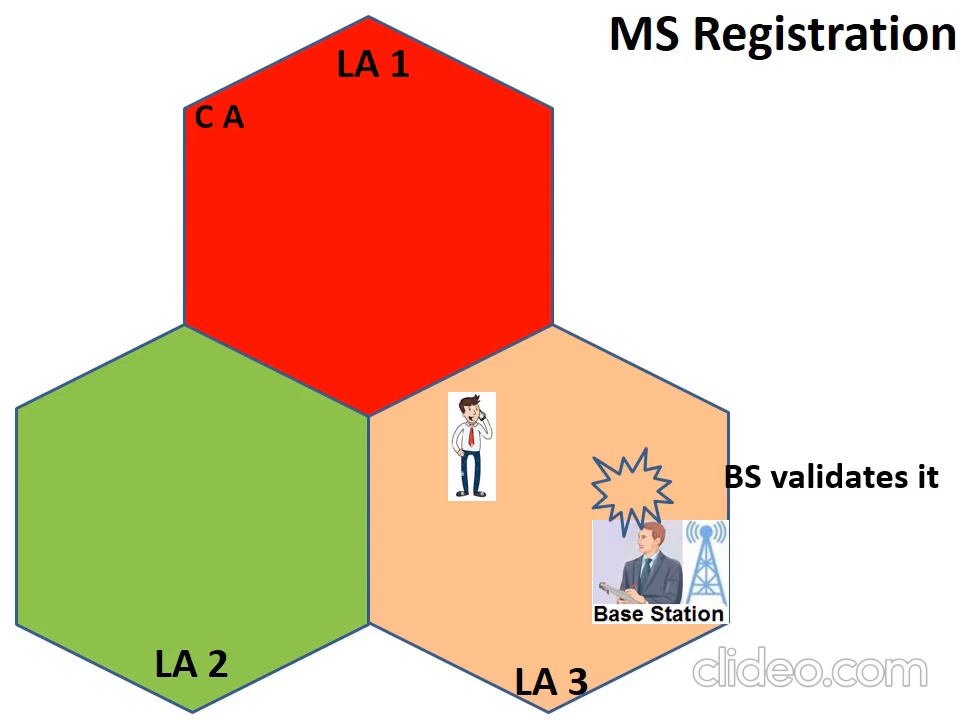 MS Registration
LA 1
C A
BS validates it
Base Station
LA 2
LA 3
clideo.com